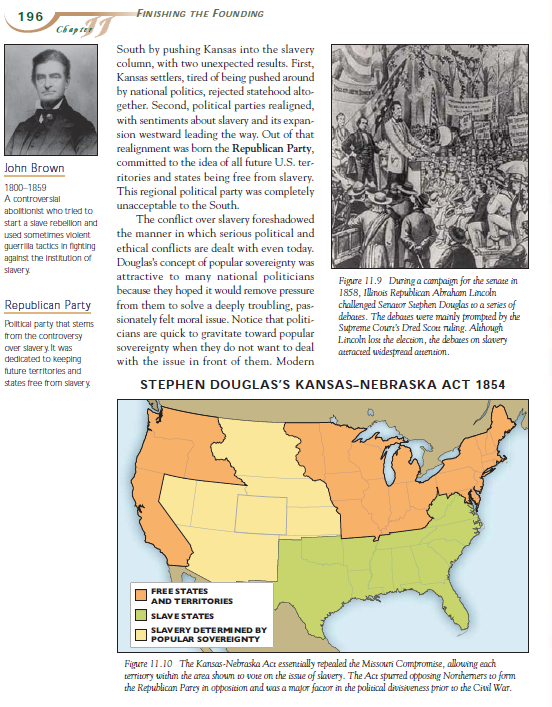 196
FINISHING THE FOUNDING
Chapter 11
South by pushing Kansas into the slavery
column, with two unexpected results. First,
Kansas settlers, tired of being pushed around
by national politics, rejected statehood alto-
gether. Second, political parties realigned,
with sentiments about slavery and its expan-
sion westward leading the way. Out of that
realignment was born the Republican Party,
committed to the idea of all future U.S. ter-
ritories and states being free from slavery.
This regional political party was completely
unacceptable to the South.
The conflict over slavery foreshadowed
the manner in which serious political and
ethical conflicts are dealt with even today.
Douglas's concept of popular sovereignty was
attractive to many national politicians
because they hoped it would remove pressure
from them to solve a deeply troubling, pas-
sionately felt moral issue. Notice that politi-
cians are quick to gravitate toward popular
sovereignty when they do not want to deal
with the issue in front of them. Modern
John Brown
1800–1859
A controversial
abolitionist who tried to
start a slave rebellion and
used sometimes violent
guerrilla tactics in fighting
against the institution of
slavery.
Republican Party
Political party that stems
from the controversy
over slavery. It was
dedicated to keeping
future territories and
states free from slavery.
Figure 11.9 During a campaign for the senate in
1858, Illinois Republican Abraham Lincoln
challenged Senator Stephen Douglas to a series of
debates. The debates were mainly prompted by the
Supreme Court's Dred Scott ruling. Although
Lincoln lost the election, the debates on slavery
attracted widespread attention.
STEPHEN DOUGLAS'S KANSAS–NEBRASKA ACT 1854
FREE STATES
AND TERRITORIES
SLAVE STATES
SLAVERY DETERMINED BY
POPULAR SOVEREIGNTY
Figure 11.10 The Kansas-Nebraska Act essentially repealed the Missouri Compromise, allowing each
territory within the area shown to vote on the issue of slavery. The Act spurred opposing Northerners to form
the Republican Party in opposition and was a major factor in the political divisiveness prior to the Civil War.